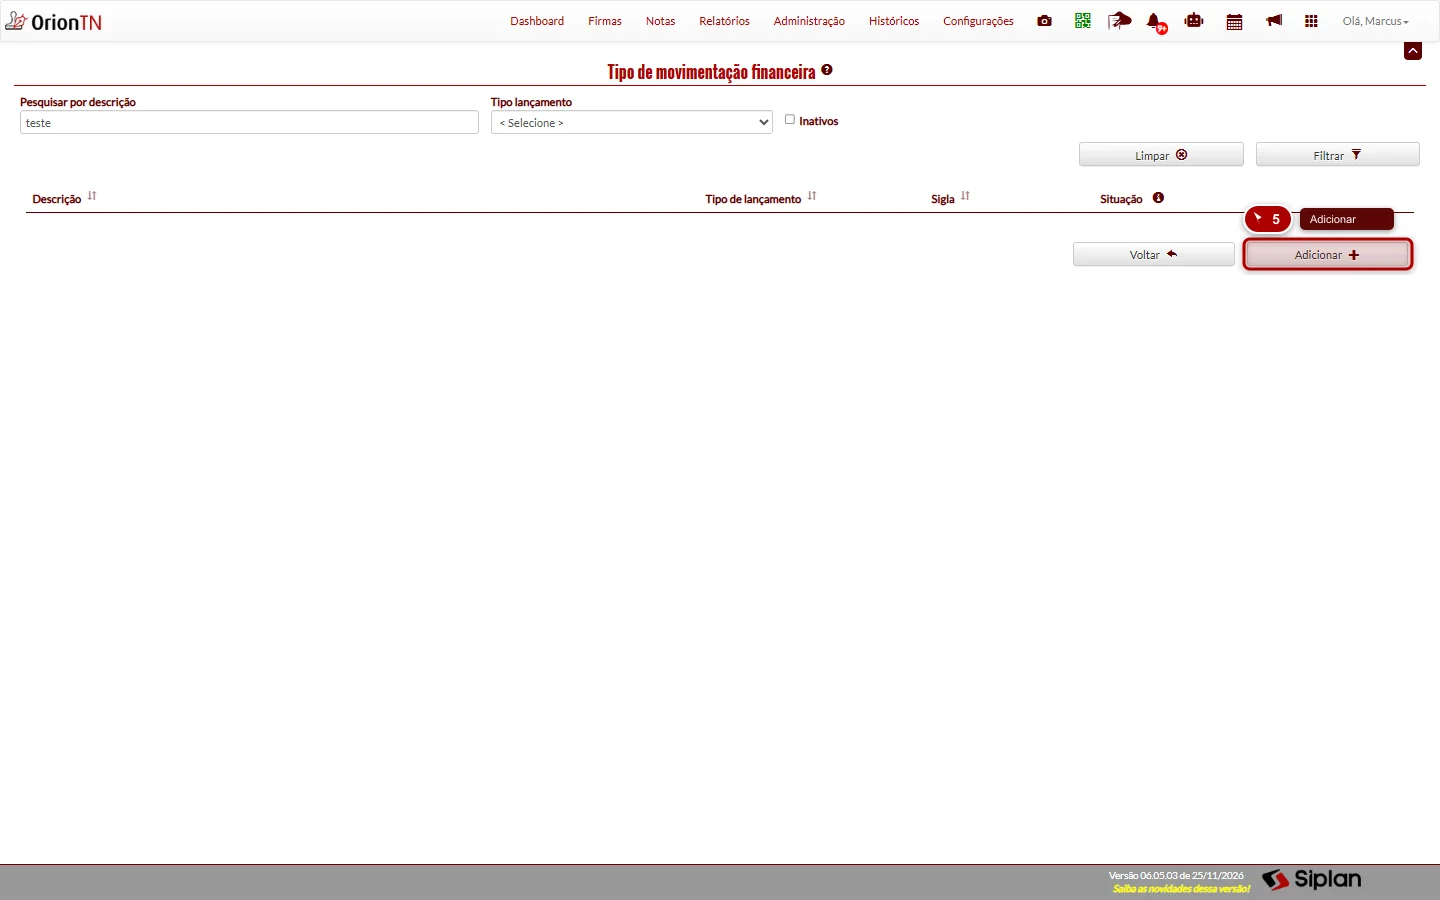 OrionTN
Dashboard Firmas Notas Relatórios Administração Históricos Configurações 9+ Olá, Marcus
Tipo de movimentação financeira ?
Pesquisar por descrição Tipo lançamento
teste < Selecione > Inativos
Limpar Filtrar
Descrição Tipo de lançamento Sigla Situação
5 Adicionar
Voltar Adicionar
Versão 06.05.03 de 25/11/2026
Saiba as novidades dessa versão!
Siplan